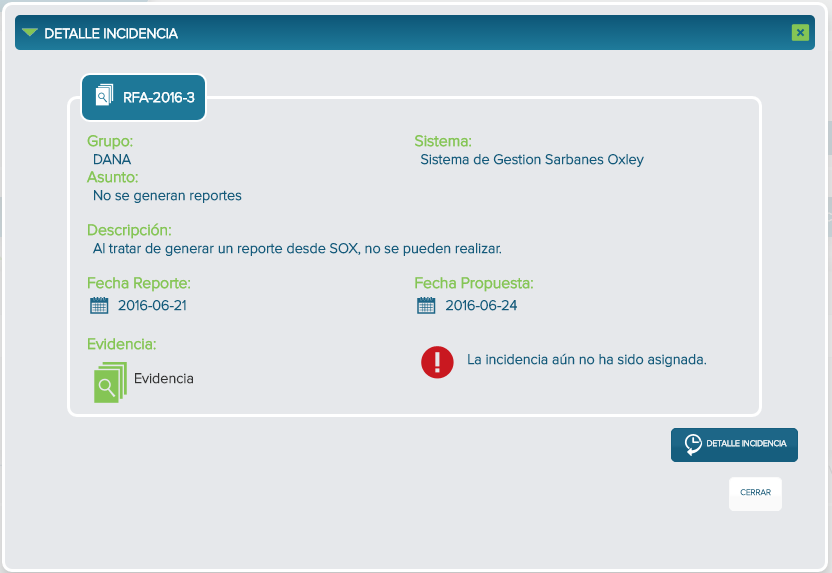 DETALLE INCIDENCIA
RFA-2016-3
Grupo:
DANA
Sistema:
Sistema de Gestion Sarbanes Oxley
Asunto:
No se generan reportes
Descripción:
Al tratar de generar un reporte desde SOX, no se pueden realizar.
Fecha Reporte:
2016-06-21
Fecha Propuesta:
2016-06-24
Evidencia:
Evidencia
La incidencia aún no ha sido asignada.
DETALLE INCIDENCIA
CERRAR